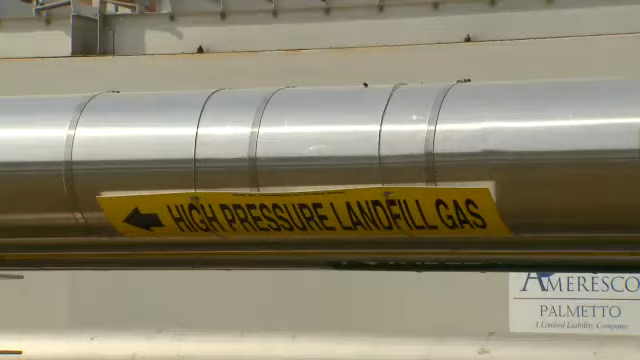 HIGH PRESSURE LANDFILL GAS
AMERESCO
PALMETTO
A Limited Liability Company